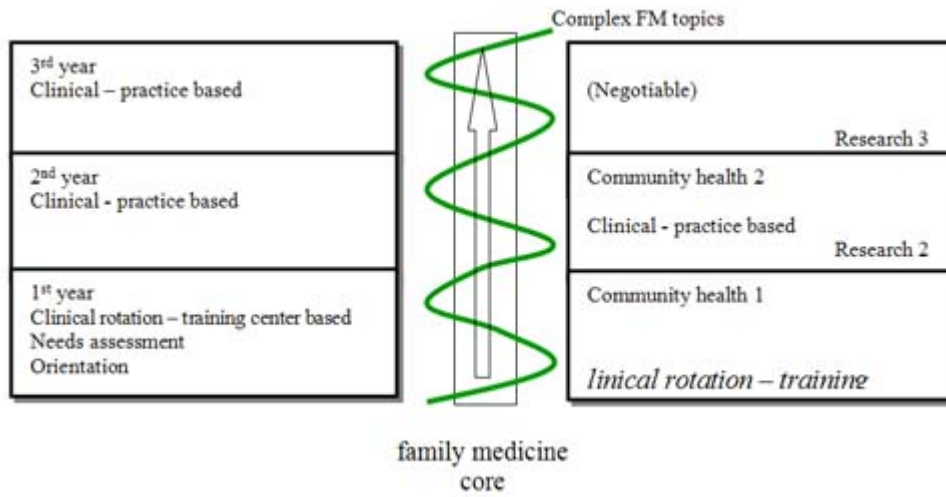 Complex FM topics
3rd year
Clinical – practice based
2nd year
Clinical - practice based
1st year
Clinical rotation – training center based
Needs assessment
Orientation
(Negotiable)
Research 3
Community health 2
Clinical - practice based
Research 2
Community health 1
linical rotation – training
family medicine
core